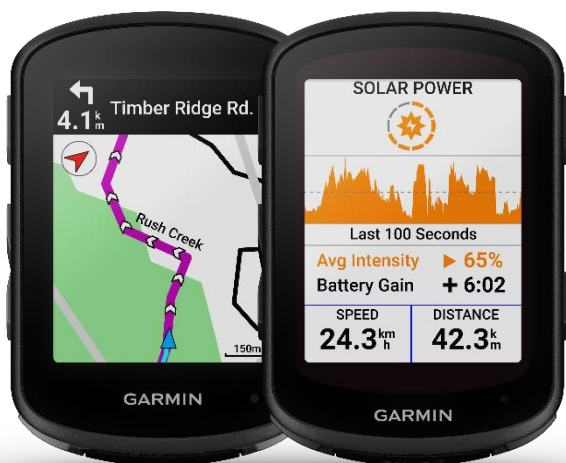 4.1 km
Timber Ridge Rd.
Rush Creek
150m
GARMIN
SOLAR POWER
Last 100 Seconds
Avg Intensity ▶ 65%
Battery Gain + 6:02
SPEED
24.3 km/h
DISTANCE
42.3 km
GARMIN